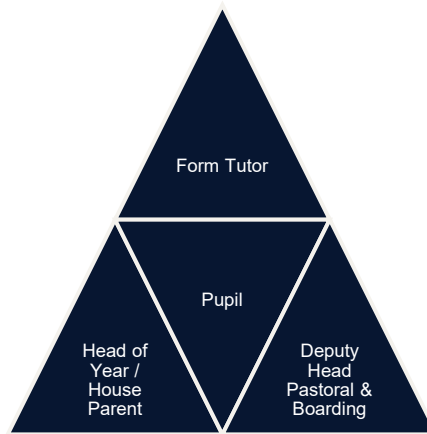 Form Tutor
Pupil
Head of
Year /
House
Parent
Deputy
Head
Pastoral &
Boarding